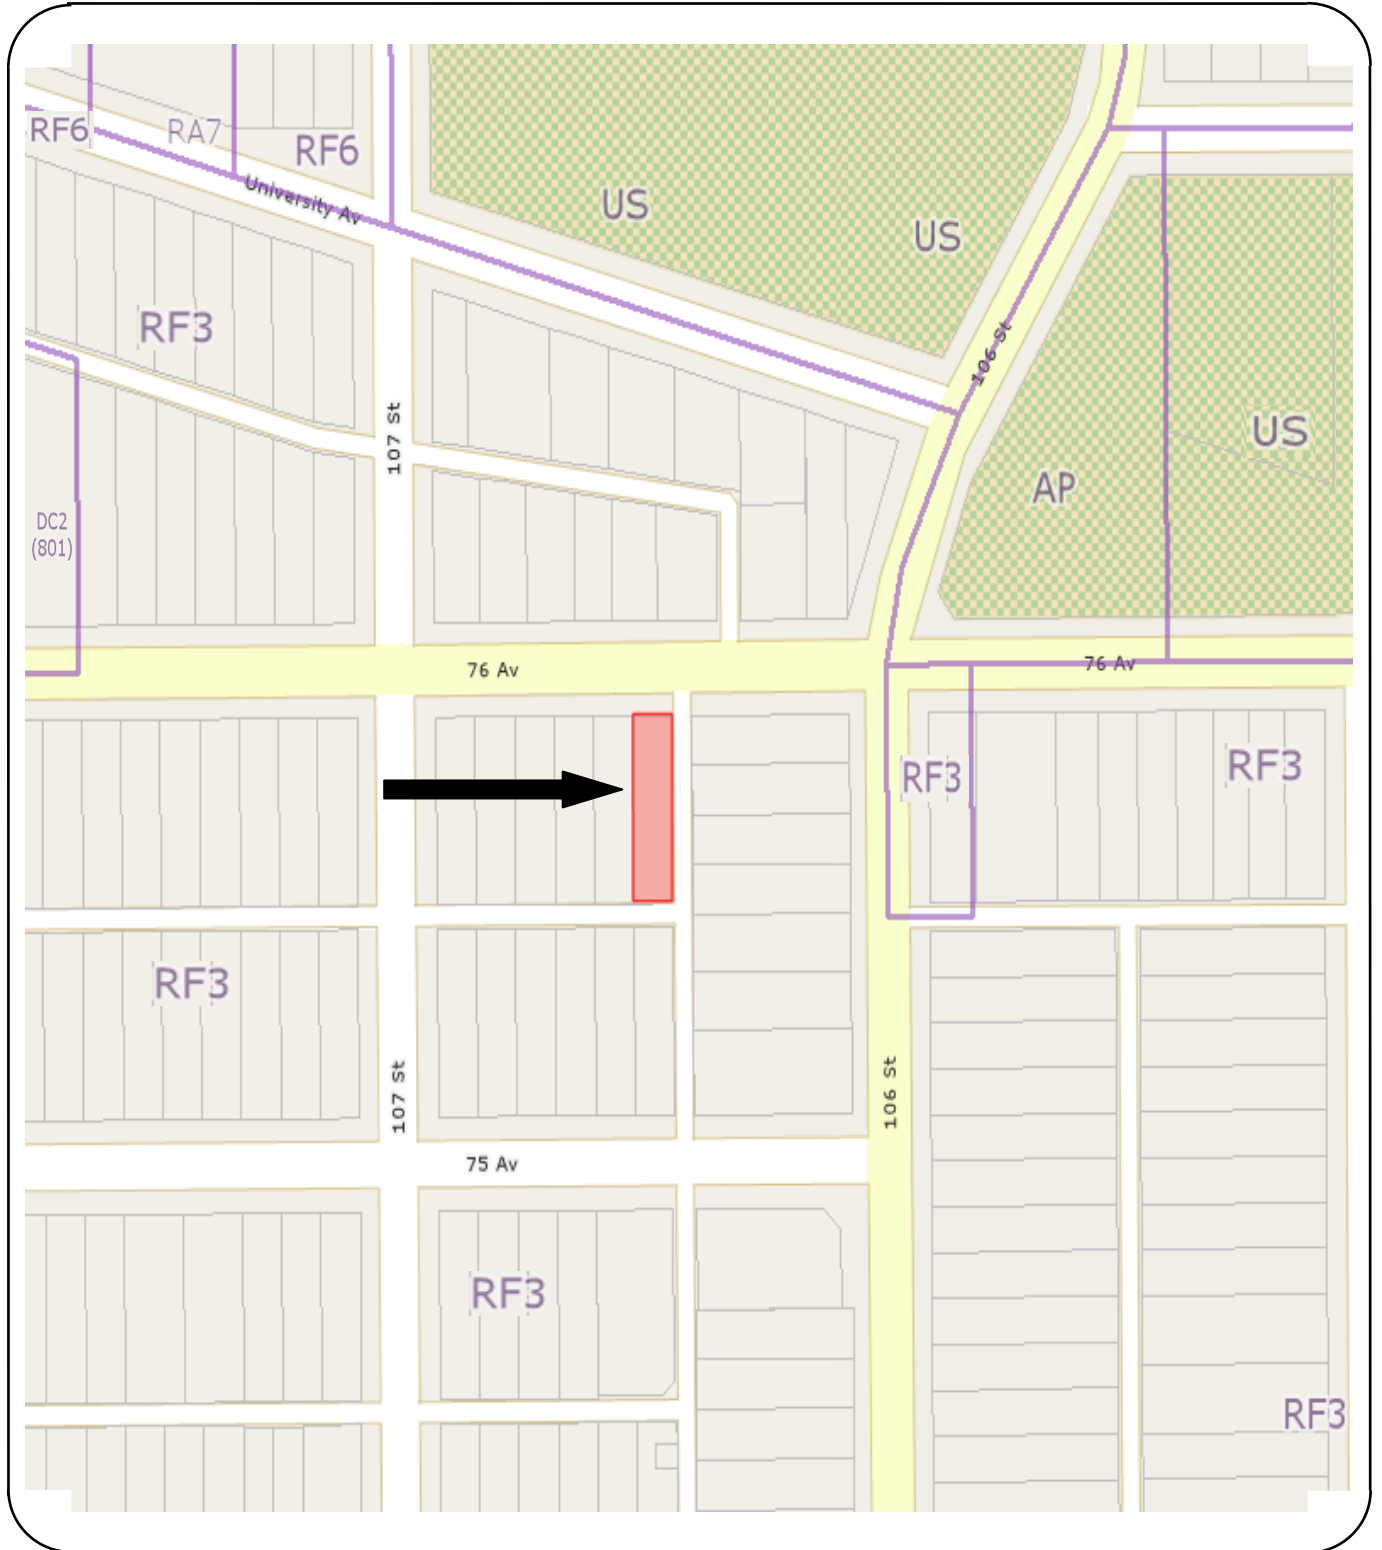 RF6
RA7
RF6
University Av
US
US
106 St
RF3
107 St
US
AP
DC2
(801)
76 Av
76 Av
RF3
RF3
RF3
107 St
106 St
75 Av
RF3
RF3